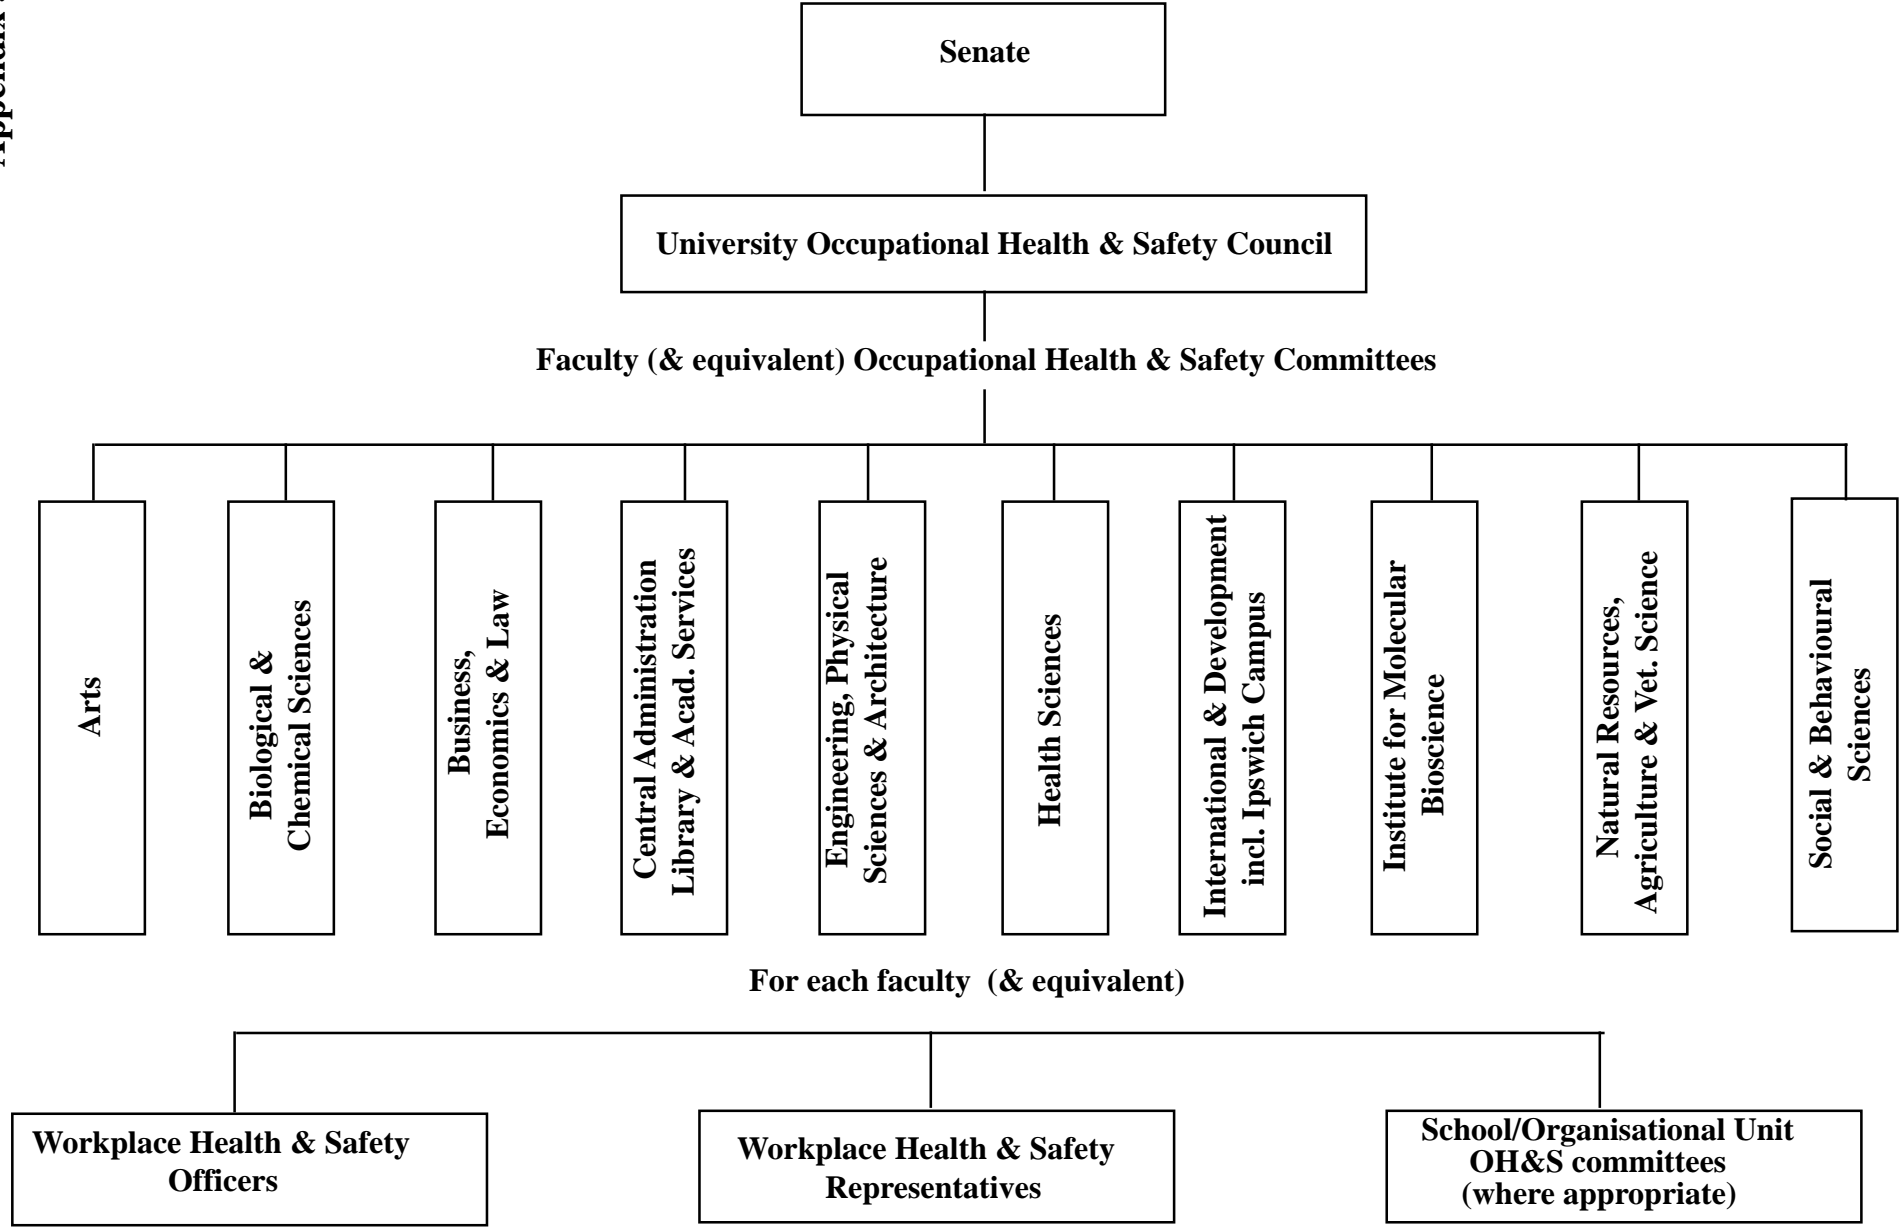 Senate
University Occupational Health & Safety Council
Faculty (& equivalent) Occupational Health & Safety Committees
Arts
Biological &
Chemical Sciences
Business,
Economics & Law
Central Administration
Library & Acad. Services
Engineering, Physical
Sciences & Architecture
Health Sciences
International & Development
incl. Ipswich Campus
Institute for Molecular
Bioscience
Natural Resources,
Agriculture & Vet. Science
Social & Behavioural
Sciences
For each faculty (& equivalent)
Workplace Health & Safety
Officers
Workplace Health & Safety
Representatives
School/Organisational Unit
OH&S committees
(where appropriate)